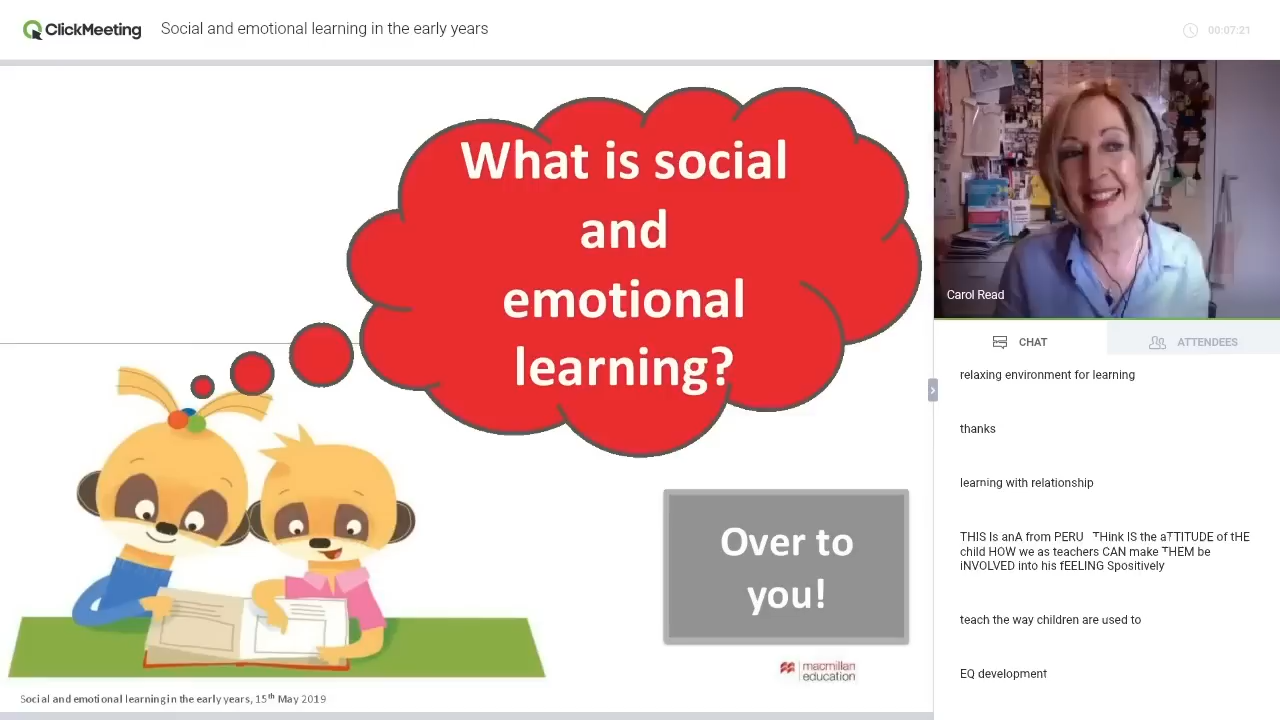 ClickMeeting
Social and emotional learning in the early years
00:07:21
What is social
and
emotional
learning?
Over to
you!
macmillan
education
Social and emotional learning in the early years, 15th May 2019
Carol Read
CHAT
ATTENDEES
relaxing environment for learning
thanks
learning with relationship
THIS Is anA from PERU THink IS the aTTITUDE of tHE
child HOW we as teachers CAN make THEM be
iNVOLVED into his fEELING Spositively
teach the way children are used to
EQ development